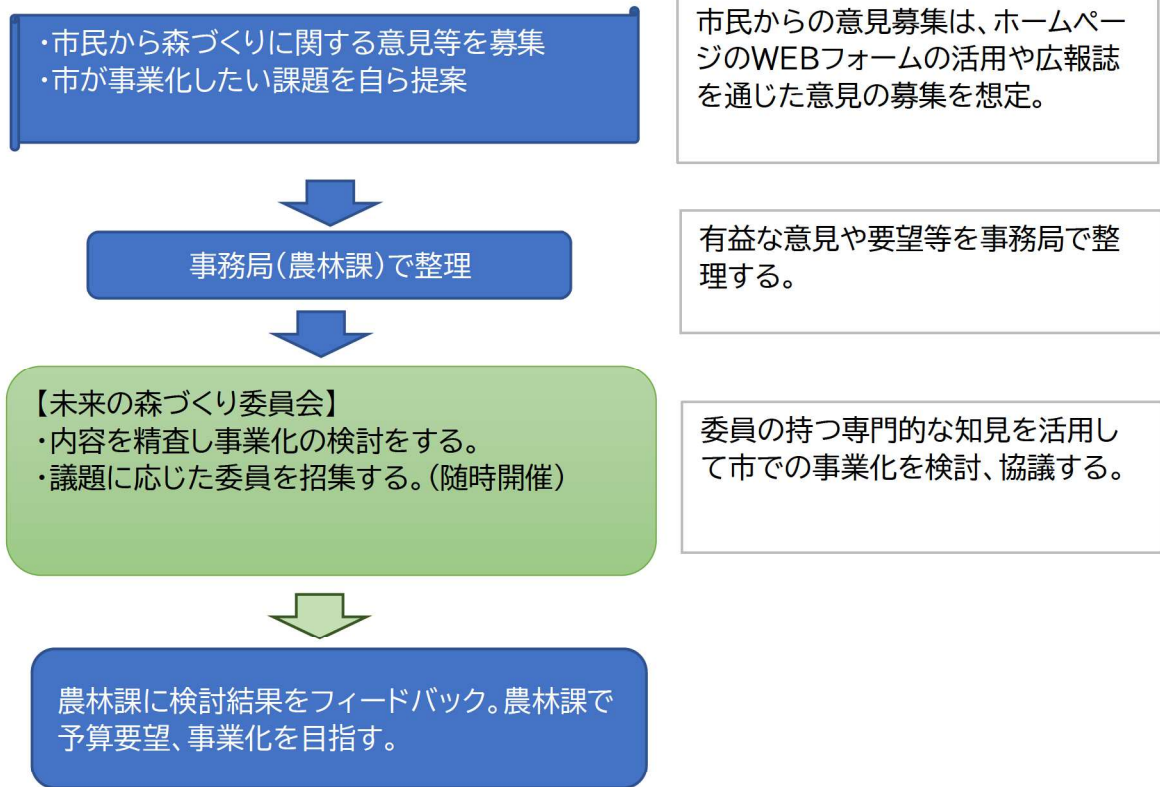 ・市民から森づくりに関する意見等を募集
・市が事業化したい課題を自ら提案
市民からの意見募集は、ホームペー
ジのWEBフォームの活用や広報誌
を通じた意見の募集を想定。
事務局(農林課)で整理
有益な意見や要望等を事務局で整
理する。
【未来の森づくり委員会】
・内容を精査し事業化の検討をする。
・議題に応じた委員を招集する。(随時開催)
委員の持つ専門的な知見を活用し
て市での事業化を検討、協議する。
農林課に検討結果をフィードバック。農林課で
予算要望、事業化を目指す。